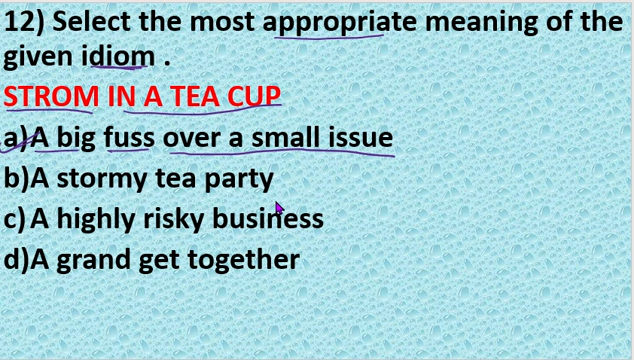 12) Select the most appropriate meaning of the
given idiom .
STROM IN A TEA CUP
a)A big fuss over a small issue
b)A stormy tea party
c) A highly risky business
d)A grand get together